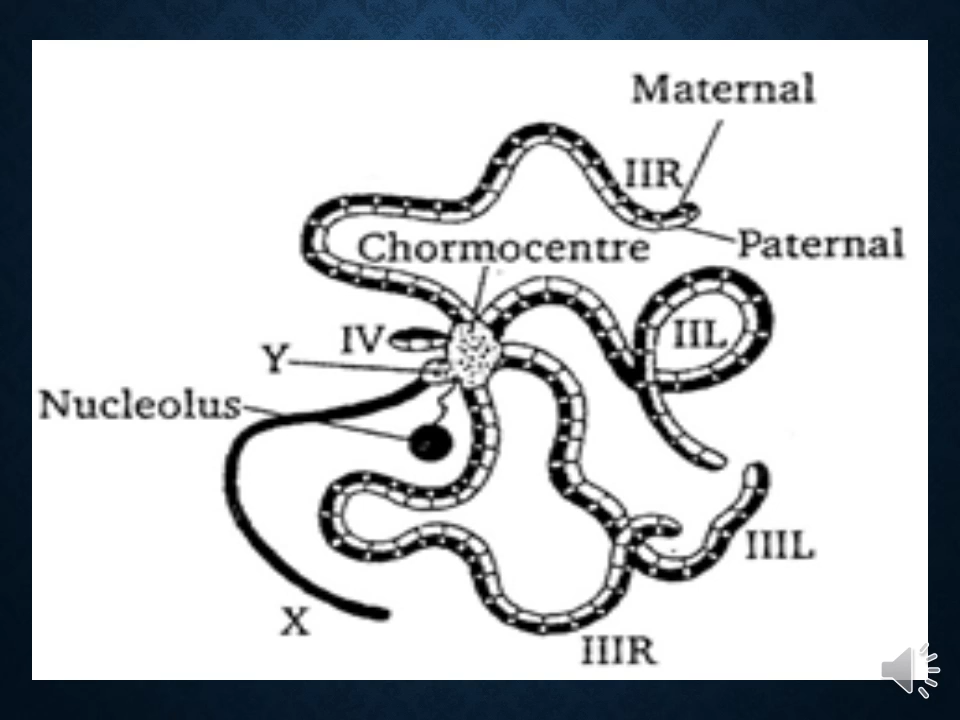 Maternal
IIR
Chormocentre
Paternal
IV
IIL
Y
Nucleolus
IIIL
X
IIIR